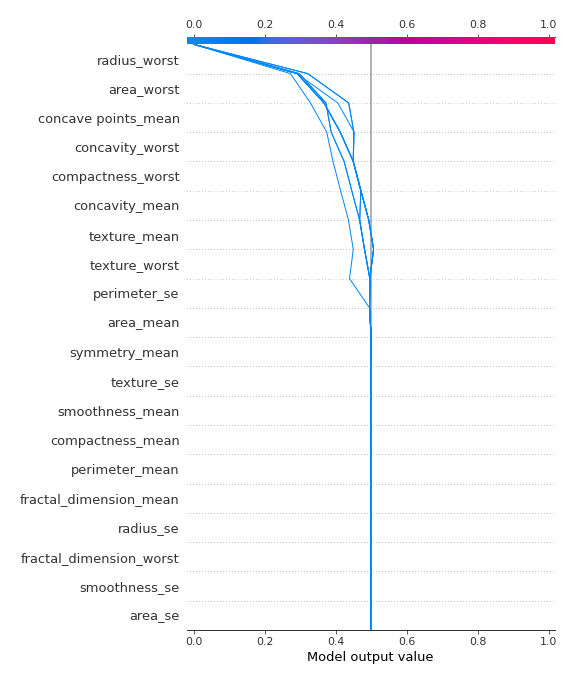 0.0 0.2 0.4 0.6 0.8 1.0
radius_worst
area_worst
concave points_mean
concavity_worst
compactness_worst
concavity_mean
texture_mean
texture_worst
perimeter_se
area_mean
symmetry_mean
texture_se
smoothness_mean
compactness_mean
perimeter_mean
fractal_dimension_mean
radius_se
fractal_dimension_worst
smoothness_se
area_se
0.0 0.2 0.4 0.6 0.8 1.0
Model output value